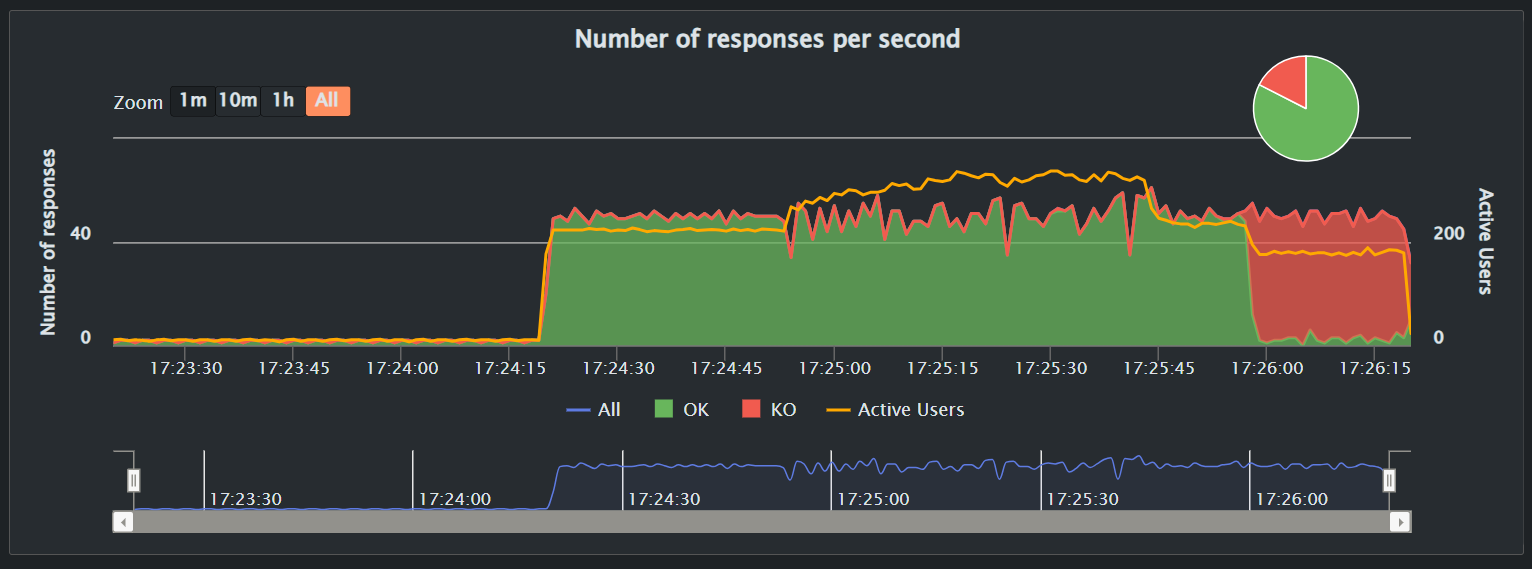 Number of responses per second
Zoom 1m 10m 1h All
Number of responses
40
0
Active Users
200
0
17:23:30 17:23:45 17:24:00 17:24:15 17:24:30 17:24:45 17:25:00 17:25:15 17:25:30 17:25:45 17:26:00 17:26:15
All OK KO Active Users
17:23:30 17:24:00 17:24:30 17:25:00 17:25:30 17:26:00